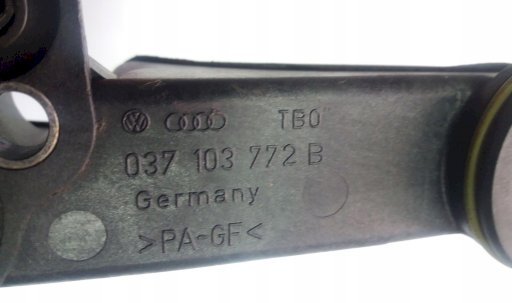 TBO
037 103 772 B
Germany
>PA-GF<